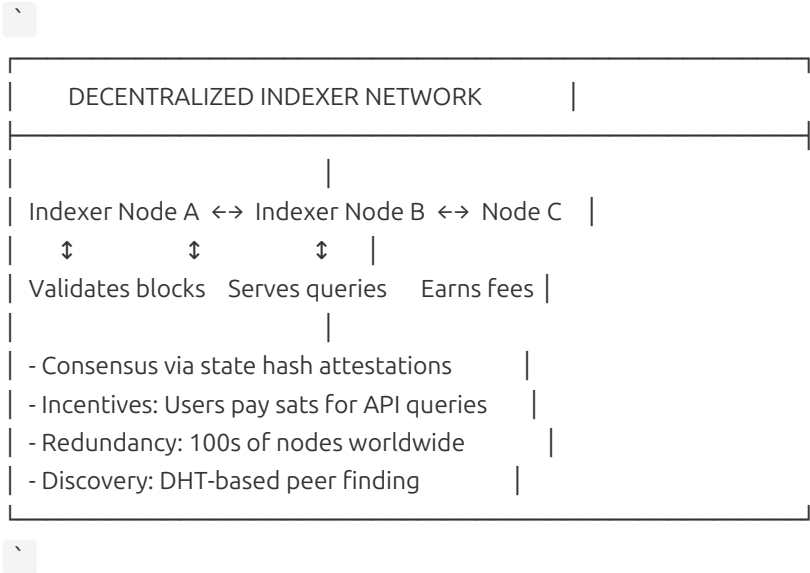 `
DECENTRALIZED INDEXER NETWORK
Indexer Node A ←→ Indexer Node B ←→ Node C
↕ ↕ ↕
Validates blocks Serves queries Earns fees
- Consensus via state hash attestations
- Incentives: Users pay sats for API queries
- Redundancy: 100s of nodes worldwide
- Discovery: DHT-based peer finding
`